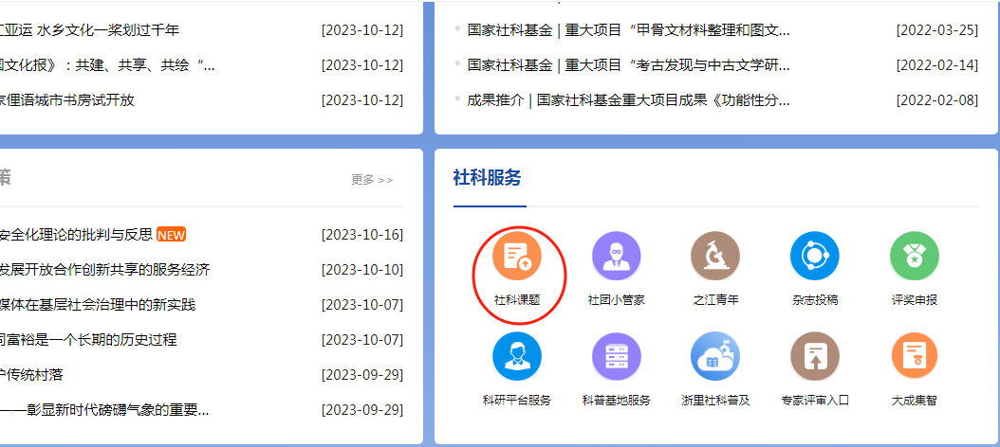 江亚运 水乡文化一桨划过千年
[2023-10-12]
国文化报》：共建、共享、共绘“...
[2023-10-12]
家俚语城市书房试开放
[2023-10-12]
国家社科基金 | 重大项目“甲骨文材料整理和图文...
[2022-03-25]
国家社科基金 | 重大项目“考古发现与中古文学研...
[2022-02-14]
成果推介 | 国家社科基金重大项目成果《功能性分...
[2022-02-08]
策
更多 >>
安全化理论的批判与反思 NEW
[2023-10-16]
发展开放合作创新共享的服务经济
[2023-10-10]
媒体在基层社会治理中的新实践
[2023-10-07]
同富裕是一个长期的历史过程
[2023-10-07]
护传统村落
[2023-09-29]
——彰显新时代磅礴气象的重要...
[2023-09-29]
社科服务
社科课题
社团小管家
之江青年
杂志投稿
评奖申报
科研平台服务
科普基地服务
浙里社科普及
专家评审入口
大成集智